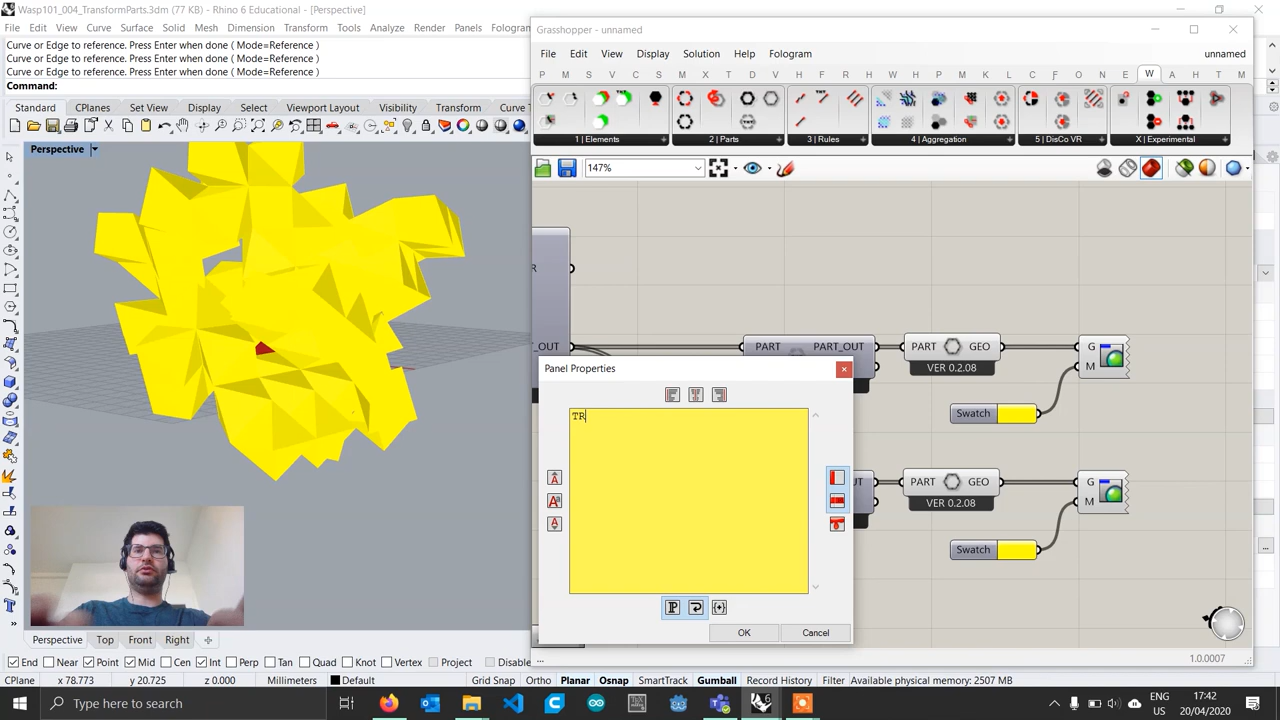 Wasp101_004_TransformParts.3dm (77 KB) - Rhino 6 Educational - [Perspective]
File Edit View Curve Surface Solid Mesh Dimension Transform Tools Analyze Render Panels Fologram
Curve or Edge to reference. Press Enter when done ( Mode=Reference )
Curve or Edge to reference. Press Enter when done ( Mode=Reference )
Curve or Edge to reference. Press Enter when done ( Mode=Reference )
Command:
Standard CPlanes Set View Display Select Viewport Layout Visibility Transform Curve T
Perspective
Grasshopper - unnamed
File Edit View Display Solution Help Fologram unnamed
P M S V C S M X T D V F R H K L C F R N E W A H T M
1 | Elements 2 | Parts 3 | Rules 4 | Aggregation 5 | DisCo VR X | Experimental
147%
R
_OUT PART PART_OUT PART GEO G
M
VER 0.2.08
Swatch
UT PART GEO G
M
VER 0.2.08
Swatch
Panel Properties
TR
OK Cancel
1.0.0007
Perspective Top Front Right
End Near Point Mid Cen Int Perp Tan Quad Knot Vertex Project Disable
CPlane x 78.773 y 20.725 z 0.000 Millimeters Default Grid Snap Ortho Planar Osnap SmartTrack Gumball Record History Filter Available physical memory: 2507 MB
Type here to search
ENG
US
17:42
20/04/2020